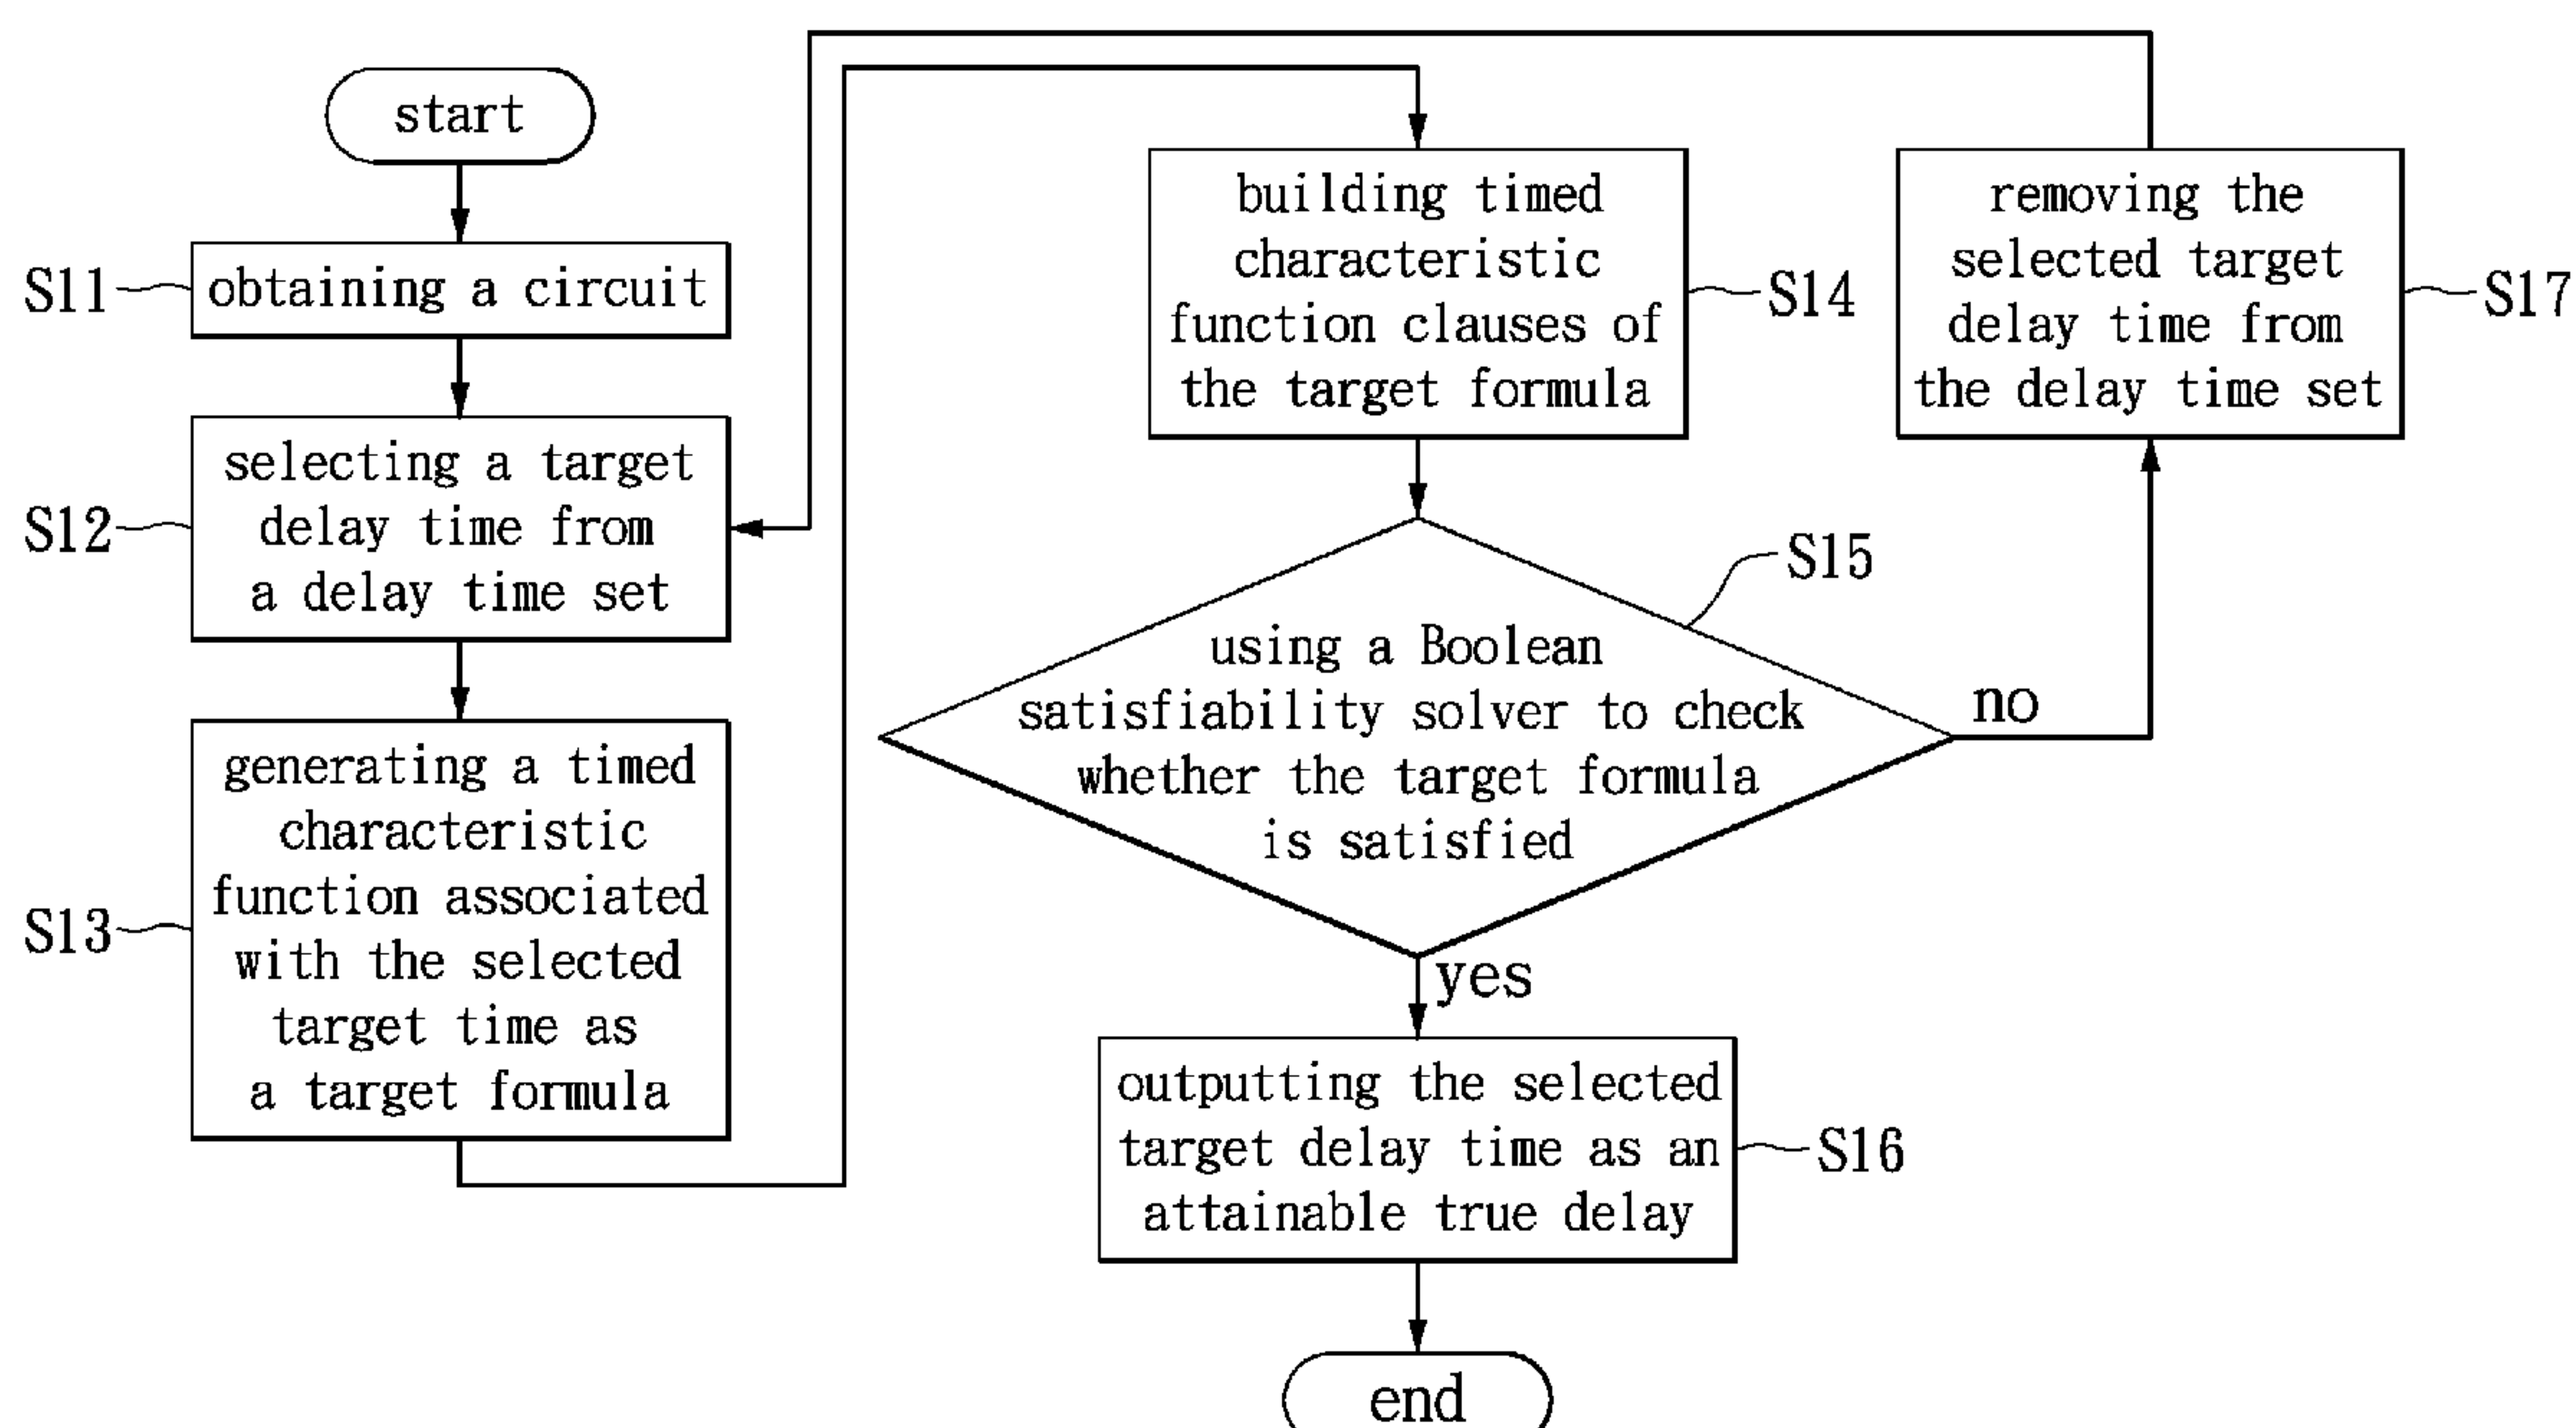 start
S11
obtaining a circuit
S12
selecting a target
delay time from
a delay time set
S13
generating a timed
characteristic
function associated
with the selected
target time as
a target formula
building timed
characteristic
function clauses of
the target formula
S14
using a Boolean
satisfiability solver to check
whether the target formula
is satisfied
S15
no
yes
removing the
selected target
delay time from
the delay time set
S17
outputting the selected
target delay time as an
attainable true delay
S16
end